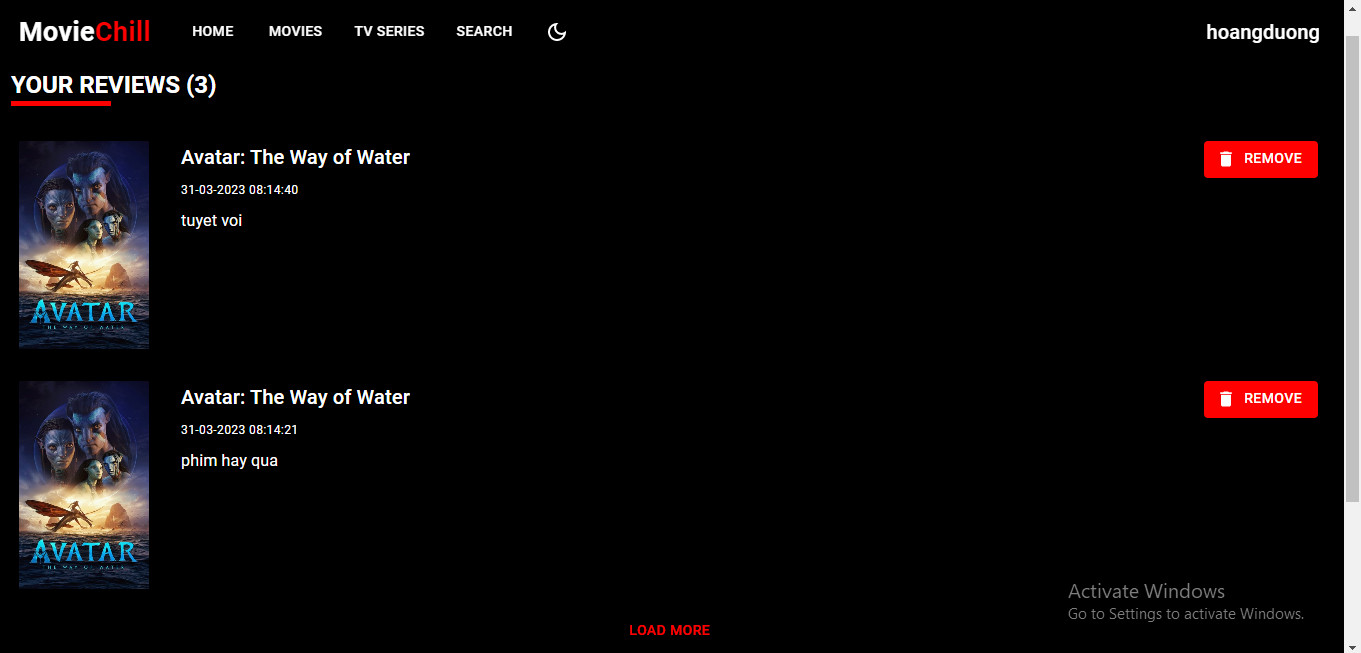 MovieChill HOME MOVIES TV SERIES SEARCH hoangduong
YOUR REVIEWS (3)
Avatar: The Way of Water
REMOVE
31-03-2023 08:14:40
tuyet voi
AVATAR
THE WAY OF WATER
Avatar: The Way of Water
REMOVE
31-03-2023 08:14:21
phim hay qua
AVATAR
THE WAY OF WATER
Activate Windows
Go to Settings to activate Windows.
LOAD MORE